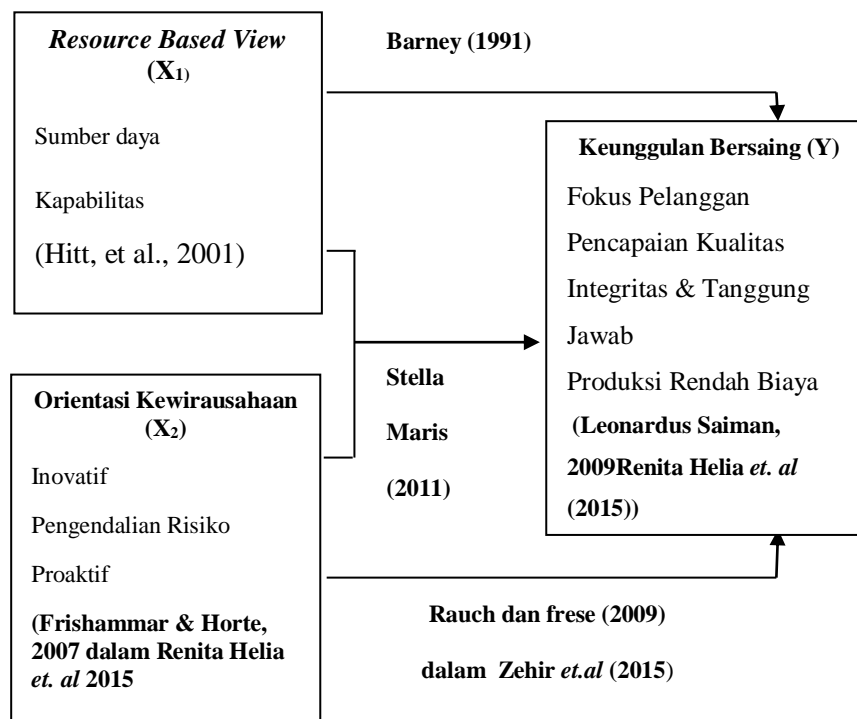 Resource Based View
(X1)
Sumber daya
Kapabilitas
(Hitt, et al., 2001)
Barney (1991)
Keunggulan Bersaing (Y)
Fokus Pelanggan
Pencapaian Kualitas
Integritas & Tanggung
Jawab
Produksi Rendah Biaya
(Leonardus Saiman,
2009Renita Helia et. al
(2015))
Stella
Maris
(2011)
Orientasi Kewirausahaan
(X2)
Inovatif
Pengendalian Risiko
Proaktif
(Frishammar & Horte,
2007 dalam Renita Helia
et. al 2015
Rauch dan frese (2009)
dalam Zehir et.al (2015)